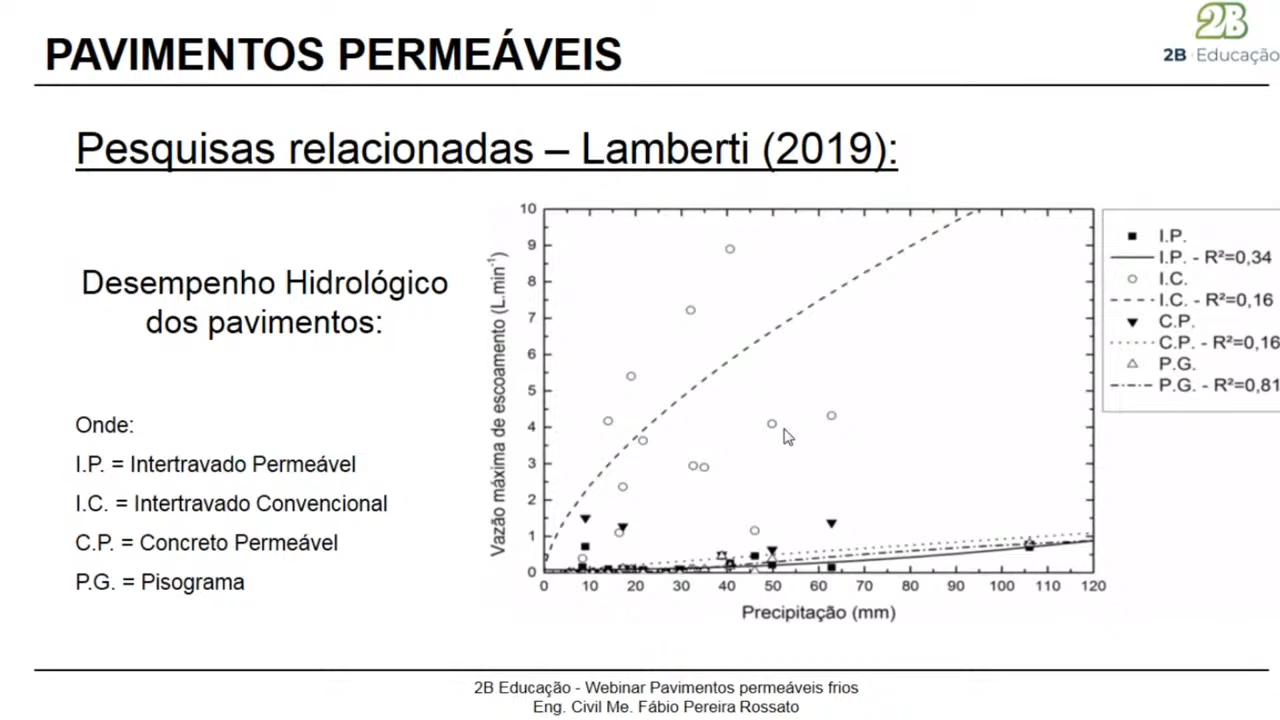 PAVIMENTOS PERMEÁVEIS
2B
2B Educação
Pesquisas relacionadas – Lamberti (2019):
Desempenho Hidrológico
dos pavimentos:
Onde:
I.P. = Intertravado Permeável
I.C. = Intertravado Convencional
C.P. = Concreto Permeável
P.G. = Pisograma
Vazão máxima de escoamento (L.min⁻¹)
10
9
8
7
6
5
4
3
2
1
0
0 10 20 30 40 50 60 70 80 90 100 110 120
Precipitação (mm)
I.P.
I.P. - R²=0,34
I.C.
I.C. - R²=0,16
C.P.
C.P. - R²=0,16
P.G.
P.G. - R²=0,81
2B Educação - Webinar Pavimentos permeáveis frios
Eng. Civil Me. Fábio Pereira Rossato